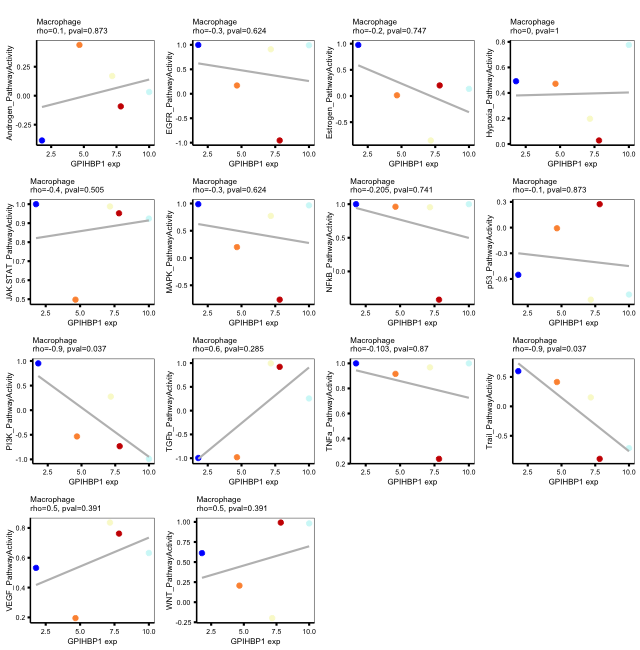 Macrophage
rho=0.1, pval=0.873
Androgen_PathwayActivity
0.25
0.00
-0.25
2.5 5.0 7.5 10.0
GPIHBP1 exp
Macrophage
rho=-0.3, pval=0.624
EGFR_PathwayActivity
1.0
0.5
0.0
-0.5
-1.0
2.5 5.0 7.5 10.0
GPIHBP1 exp
Macrophage
rho=-0.2, pval=0.747
Estrogen_PathwayActivity
1.0
0.5
0.0
-0.5
2.5 5.0 7.5 10.0
GPIHBP1 exp
Macrophage
rho=0, pval=1
Hypoxia_PathwayActivity
0.8
0.6
0.4
0.2
0.0
2.5 5.0 7.5 10.0
GPIHBP1 exp
Macrophage
rho=-0.4, pval=0.505
JAK-STAT_PathwayActivity
1.0
0.9
0.8
0.7
0.6
0.5
2.5 5.0 7.5 10.0
GPIHBP1 exp
Macrophage
rho=-0.3, pval=0.624
MAPK_PathwayActivity
1.0
0.5
0.0
-0.5
2.5 5.0 7.5 10.0
GPIHBP1 exp
Macrophage
rho=-0.205, pval=0.741
NFkB_PathwayActivity
1.0
0.5
0.0
2.5 5.0 7.5 10.0
GPIHBP1 exp
Macrophage
rho=-0.1, pval=0.873
p53_PathwayActivity
0.3
0.0
-0.3
-0.6
2.5 5.0 7.5 10.0
GPIHBP1 exp
Macrophage
rho=-0.9, pval=0.037
PI3K_PathwayActivity
1.0
0.5
0.0
-0.5
-1.0
2.5 5.0 7.5 10.0
GPIHBP1 exp
Macrophage
rho=0.6, pval=0.285
TGFb_PathwayActivity
1.0
0.5
0.0
-0.5
-1.0
2.5 5.0 7.5 10.0
GPIHBP1 exp
Macrophage
rho=-0.103, pval=0.87
TNFa_PathwayActivity
1.0
0.8
0.6
0.4
0.2
2.5 5.0 7.5 10.0
GPIHBP1 exp
Macrophage
rho=-0.9, pval=0.037
Trail_PathwayActivity
0.5
0.0
-0.5
2.5 5.0 7.5 10.0
GPIHBP1 exp
Macrophage
rho=0.5, pval=0.391
VEGF_PathwayActivity
0.8
0.6
0.4
0.2
2.5 5.0 7.5 10.0
GPIHBP1 exp
Macrophage
rho=0.5, pval=0.391
WNT_PathwayActivity
1.00
0.75
0.50
0.25
0.00
-0.25
2.5 5.0 7.5 10.0
GPIHBP1 exp